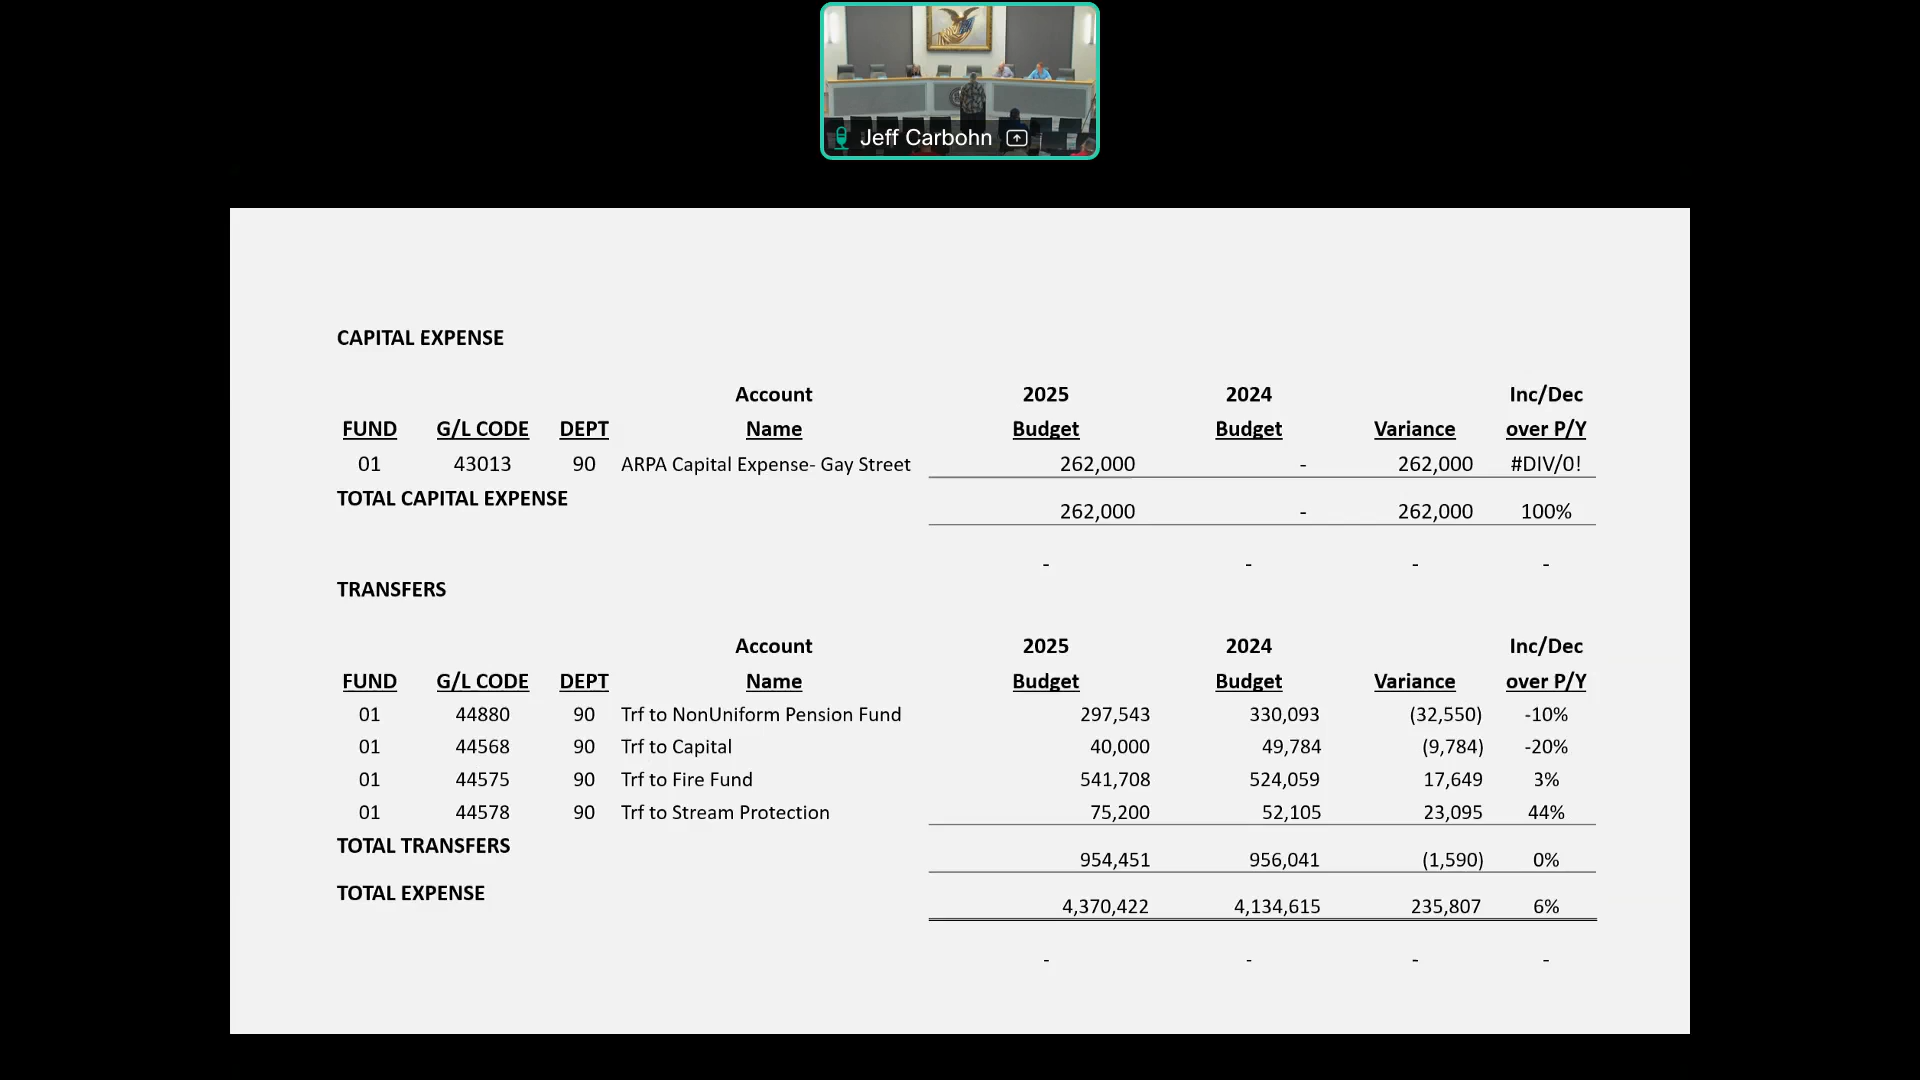 Jeff Carbohn
CAPITAL EXPENSE
Account 2025 2024 Inc/Dec
FUND G/L CODE DEPT Name Budget Budget Variance over P/Y
01 43013 90 ARPA Capital Expense- Gay Street 262,000 - 262,000 #DIV/0!
TOTAL CAPITAL EXPENSE 262,000 - 262,000 100%
- - - -
TRANSFERS
Account 2025 2024 Inc/Dec
FUND G/L CODE DEPT Name Budget Budget Variance over P/Y
01 44880 90 Trf to NonUniform Pension Fund 297,543 330,093 (32,550) -10%
01 44568 90 Trf to Capital 40,000 49,784 (9,784) -20%
01 44575 90 Trf to Fire Fund 541,708 524,059 17,649 3%
01 44578 90 Trf to Stream Protection 75,200 52,105 23,095 44%
TOTAL TRANSFERS 954,451 956,041 (1,590) 0%
TOTAL EXPENSE 4,370,422 4,134,615 235,807 6%
- - - -